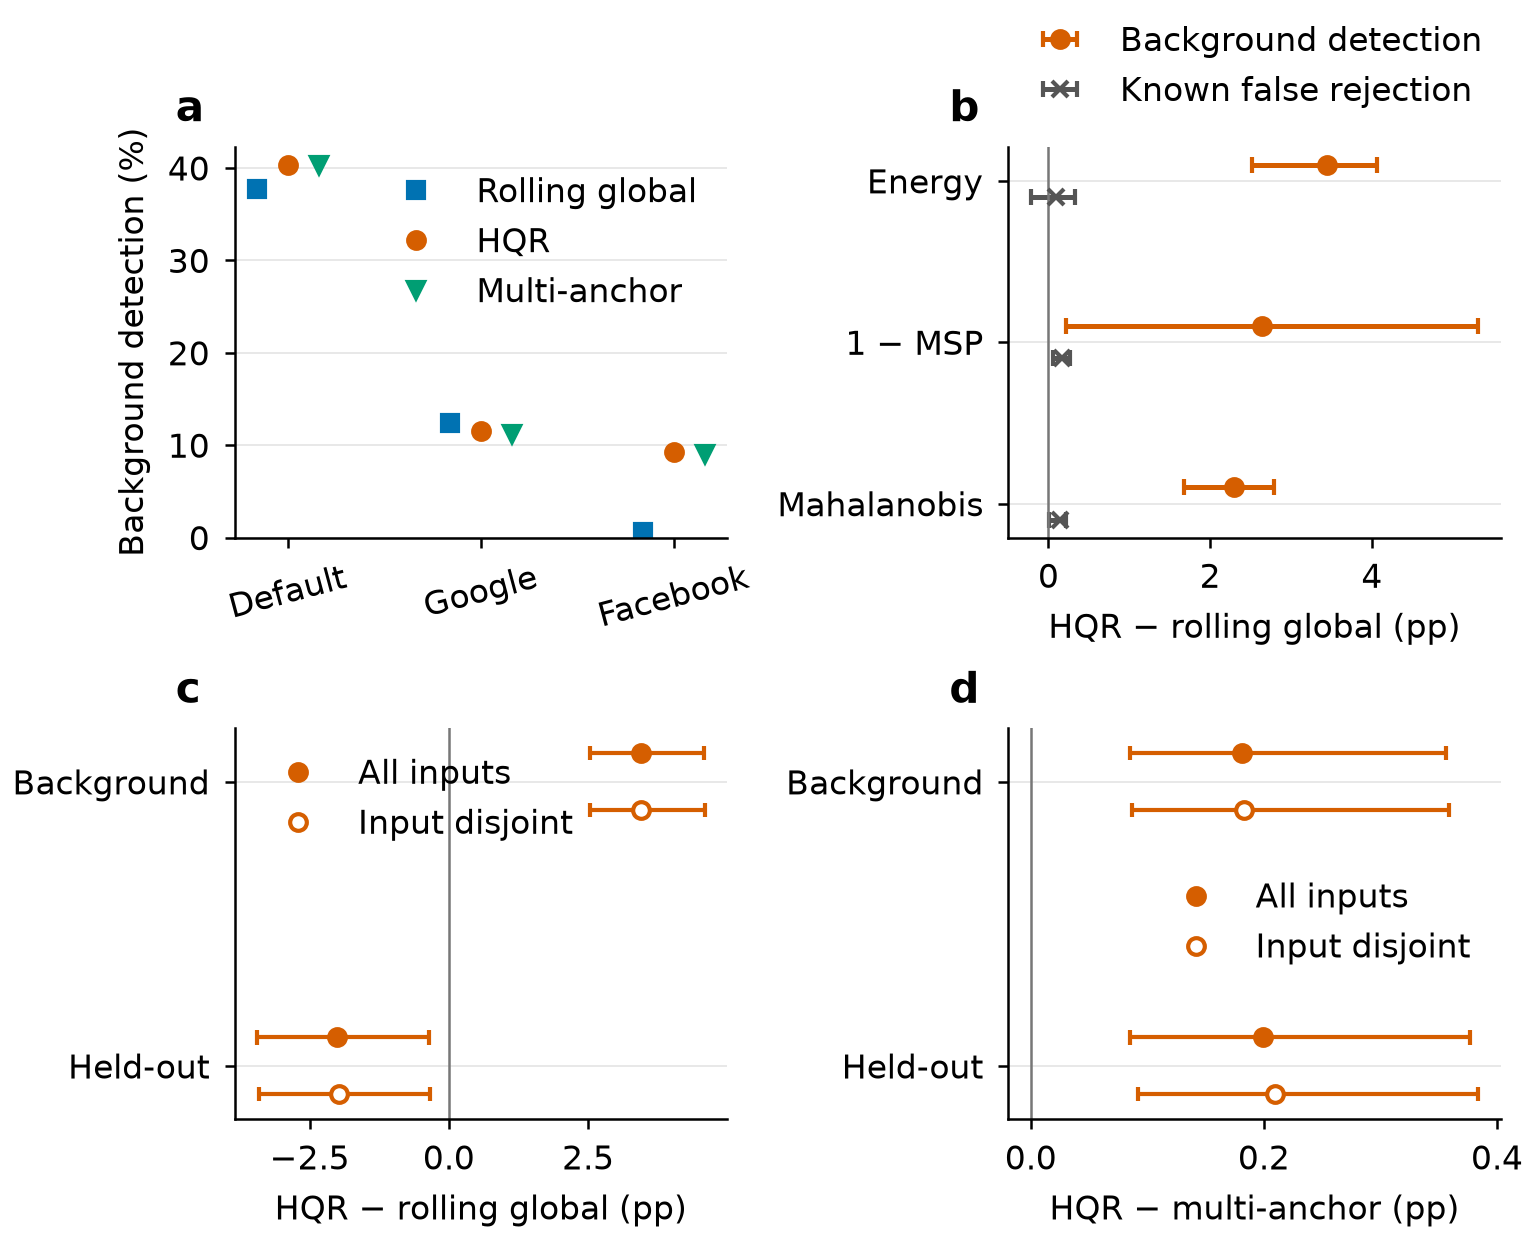 a
Background detection (%)
40
30
20
10
0
Rolling global
HQR
Multi-anchor
Default
Google
Facebook
Background detection
Known false rejection
b
Energy
1 − MSP
Mahalanobis
0
2
4
HQR − rolling global (pp)
c
Background
Held-out
All inputs
Input disjoint
−2.5
0.0
2.5
HQR − rolling global (pp)
d
Background
Held-out
All inputs
Input disjoint
0.0
0.2
0.4
HQR − multi-anchor (pp)